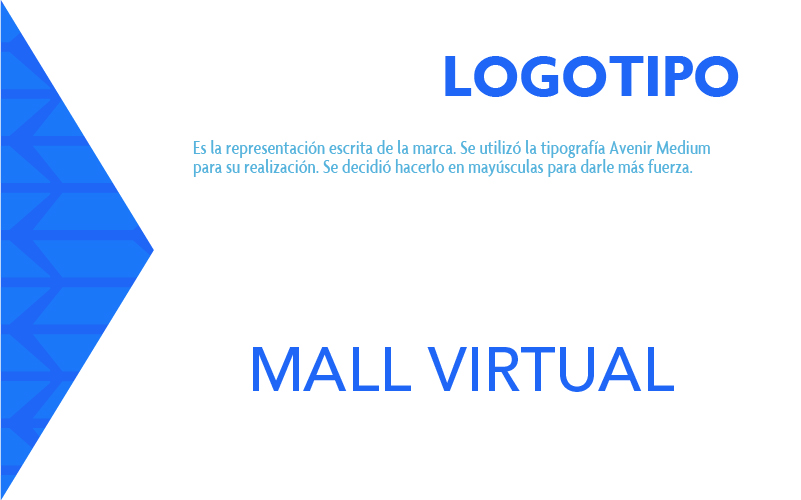 LOGOTIPO
Es la representación escrita de la marca. Se utilizó la tipografía Avenir Medium
para su realización. Se decidió hacerlo en mayúsculas para darle más fuerza.
MALL VIRTUAL